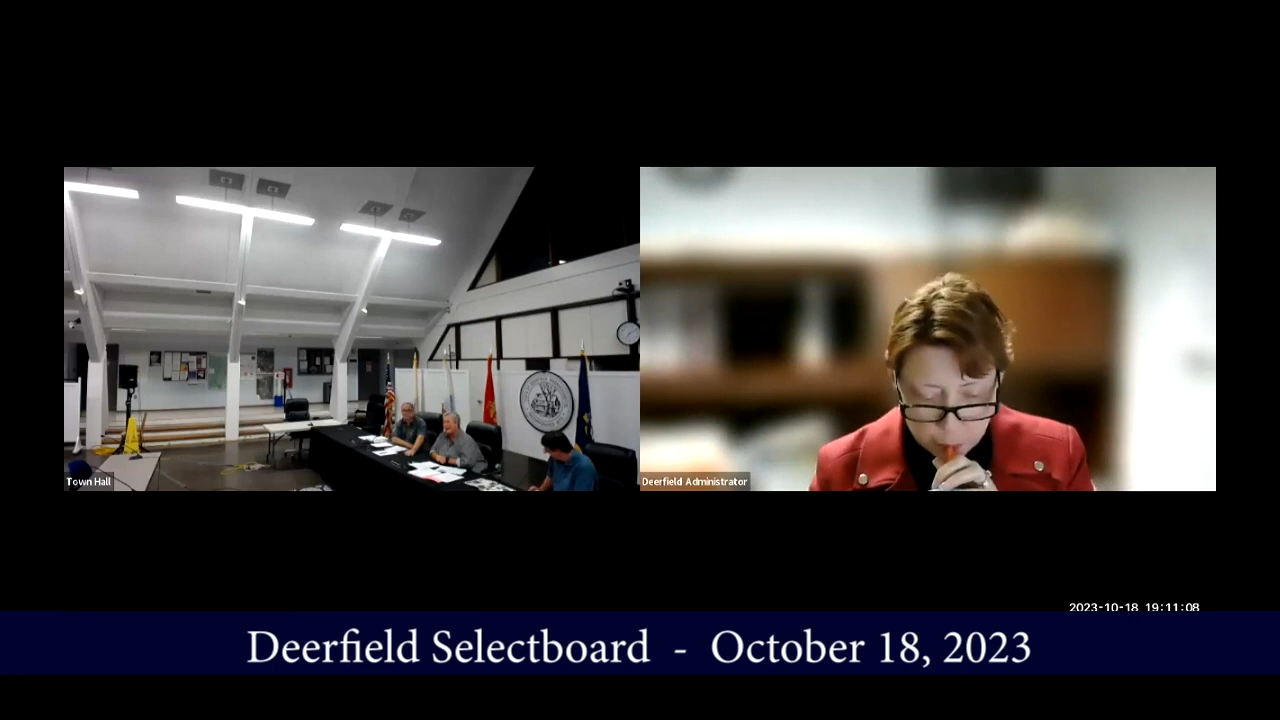 Town Hall
Deerfield Administrator
2023-10-18 19:11:08
Deerfield Selectboard - October 18, 2023